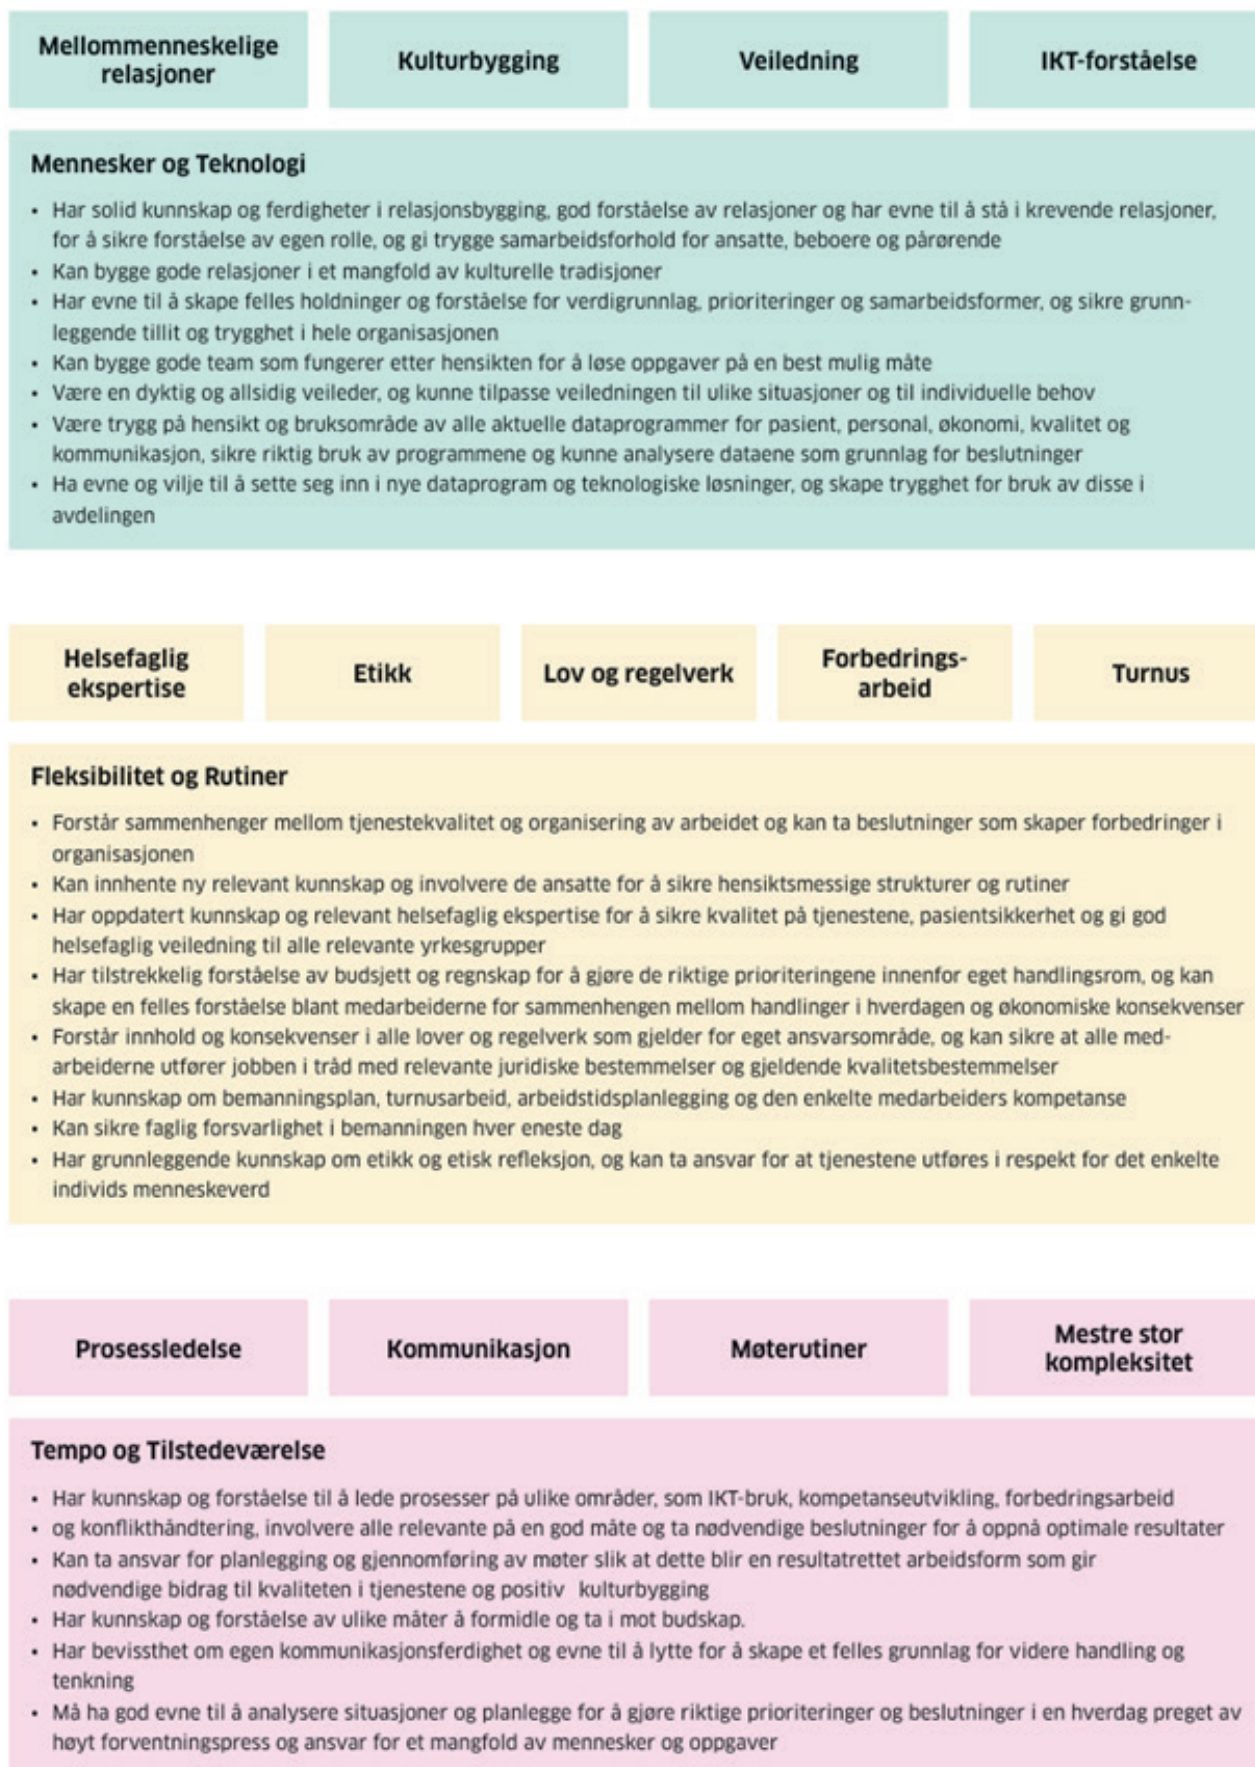 Mellommenneskelige
relasjoner
Kulturbygging
Veiledning
IKT-forståelse
Mennesker og Teknologi
• Har solid kunnskap og ferdigheter i relasjonsbygging, god forståelse av relasjoner og har evne til å stå i krevende relasjoner,
for å sikre forståelse av egen rolle, og gi trygge samarbeidsforhold for ansatte, beboere og pårørende
• Kan bygge gode relasjoner i et mangfold av kulturelle tradisjoner
• Har evne til å skape felles holdninger og forståelse for verdigrunnlag, prioriteringer og samarbeidsformer, og sikre grunn-
leggende tillit og trygghet i hele organisasjonen
• Kan bygge gode team som fungerer etter hensikten for å løse oppgaver på en best mulig måte
• Være en dyktig og allsidig veileder, og kunne tilpasse veiledningen til ulike situasjoner og til individuelle behov
• Være trygg på hensikt og bruksområde av alle aktuelle dataprogrammer for pasient, personal, økonomi, kvalitet og
kommunikasjon, sikre riktig bruk av programmene og kunne analysere dataene som grunnlag for beslutninger
• Ha evne og vilje til å sette seg inn i nye dataprogram og teknologiske løsninger, og skape trygghet for bruk av disse i
avdelingen
Helsefaglig
ekspertise
Etikk
Lov og regelverk
Forbedrings-
arbeid
Turnus
Fleksibilitet og Rutiner
• Forstår sammenhenger mellom tjenestekvalitet og organisering av arbeidet og kan ta beslutninger som skaper forbedringer i
organisasjonen
• Kan innhente ny relevant kunnskap og involvere de ansatte for å sikre hensiktsmessige strukturer og rutiner
• Har oppdatert kunnskap og relevant helsefaglig ekspertise for å sikre kvalitet på tjenestene, pasientsikkerhet og gi god
helsefaglig veiledning til alle relevante yrkesgrupper
• Har tilstrekkelig forståelse av budsjett og regnskap for å gjøre de riktige prioriteringene innenfor eget handlingsrom, og kan
skape en felles forståelse blant medarbeiderne for sammenhengen mellom handlinger i hverdagen og økonomiske konsekvenser
• Forstår innhold og konsekvenser i alle lover og regelverk som gjelder for eget ansvarsområde, og kan sikre at alle med-
arbeiderne utfører jobben i tråd med relevante juridiske bestemmelser og gjeldende kvalitetsbestemmelser
• Har kunnskap om bemanningsplan, turnusarbeid, arbeidstidsplanlegging og den enkelte medarbeiders kompetanse
• Kan sikre faglig forsvarlighet i bemanningen hver eneste dag
• Har grunnleggende kunnskap om etikk og etisk refleksjon, og kan ta ansvar for at tjenestene utføres i respekt for det enkelte
individs menneskeverd
Prosessledelse
Kommunikasjon
Møterutiner
Mestre stor
kompleksitet
Tempo og Tilstedeværelse
• Har kunnskap og forståelse til å lede prosesser på ulike områder, som IKT-bruk, kompetanseutvikling, forbedringsarbeid
• og konflikthåndtering, involvere alle relevante på en god måte og ta nødvendige beslutninger for å oppnå optimale resultater
• Kan ta ansvar for planlegging og gjennomføring av møter slik at dette blir en resultatrettet arbeidsform som gir
nødvendige bidrag til kvaliteten i tjenestene og positiv kulturbygging
• Har kunnskap og forståelse av ulike måter å formidle og ta i mot budskap.
• Har bevissthet om egen kommunikasjonsferdighet og evne til å lytte for å skape et felles grunnlag for videre handling og
tenkning
• Må ha god evne til å analysere situasjoner og planlegge for å gjøre riktige prioriteringer og beslutninger i en hverdag preget av
høyt forventningspress og ansvar for et mangfold av mennesker og oppgaver